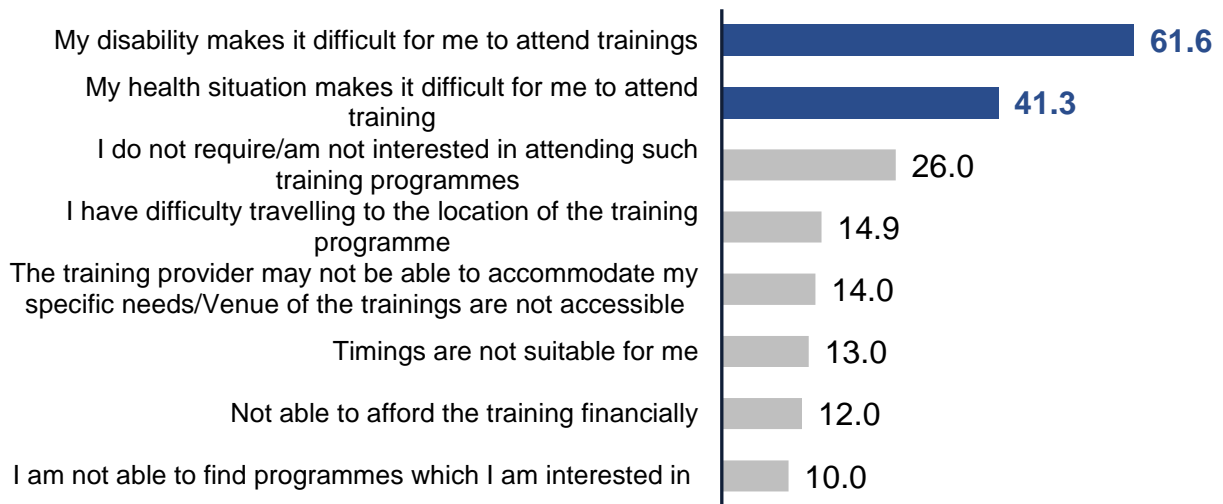 My disability makes it difficult for me to attend trainings
61.6
My health situation makes it difficult for me to attend
training
41.3
I do not require/am not interested in attending such
training programmes
26.0
I have difficulty travelling to the location of the training
programme
14.9
The training provider may not be able to accommodate my
specific needs/Venue of the trainings are not accessible
14.0
Timings are not suitable for me
13.0
Not able to afford the training financially
12.0
I am not able to find programmes which I am interested in
10.0